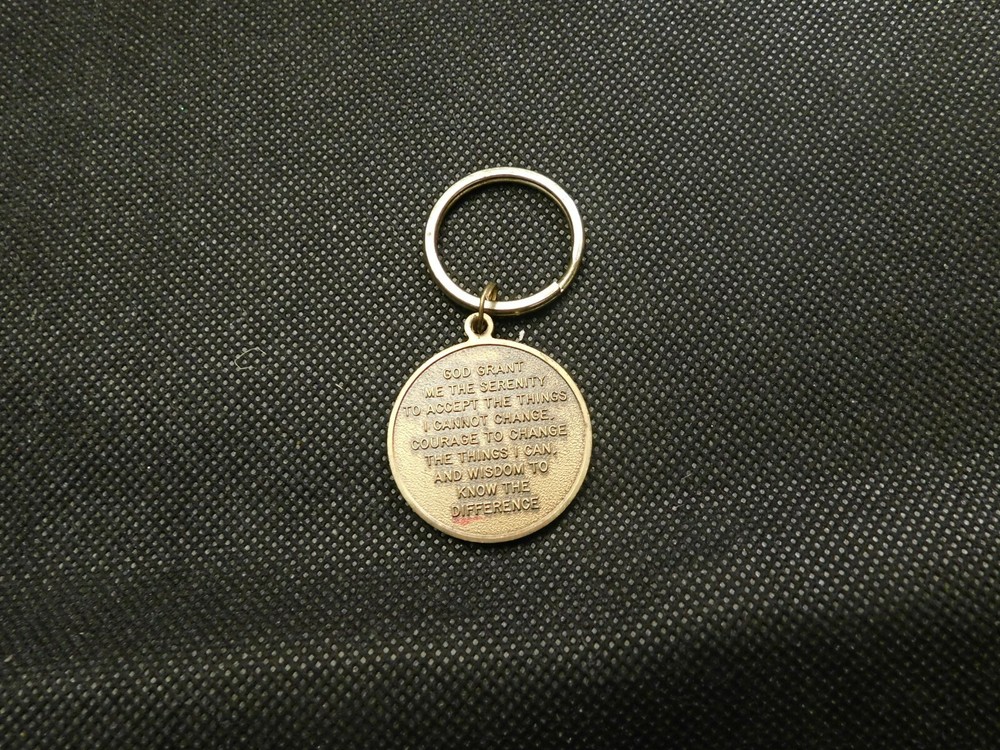 GOD GRANT
ME THE SERENITY
TO ACCEPT THE THINGS
I CANNOT CHANGE,
COURAGE TO CHANGE
THE THINGS I CAN,
AND WISDOM TO
KNOW THE
DIFFERENCE